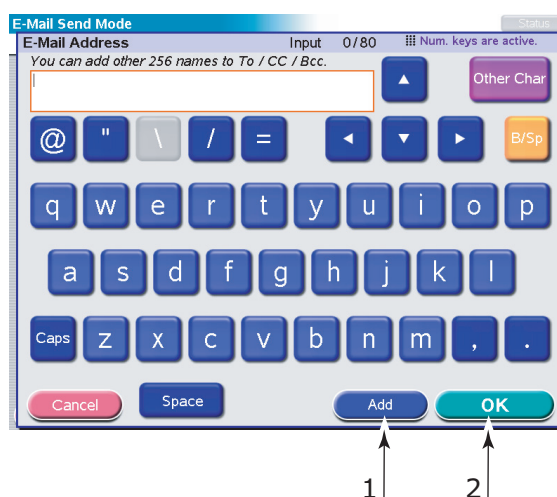 E-Mail Send Mode
Status
E-Mail Address Input 0/80 Num. keys are active.
You can add other 256 names to To / CC / Bcc.
Other Char
@ " \ / = B/Sp
q w e r t y u i o p
a s d f g h j k l
Caps z x c v b n m , .
Cancel Space Add OK
1 2